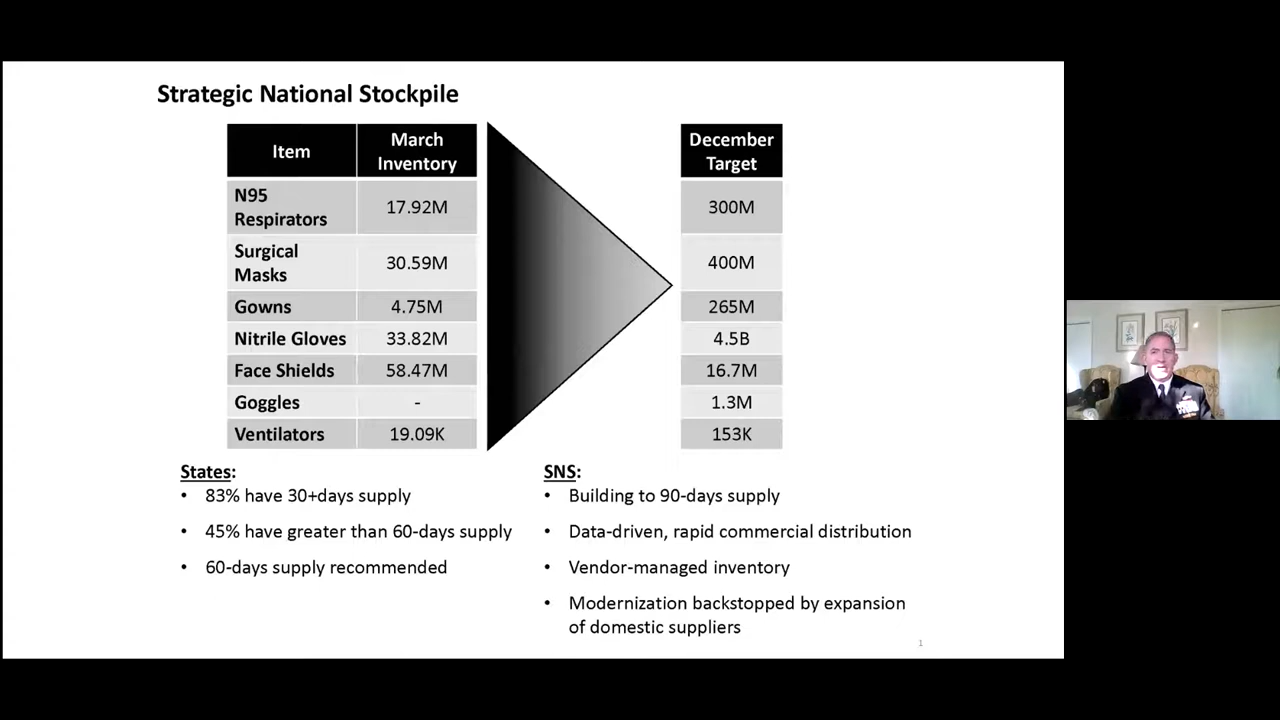 Strategic National Stockpile
Item
March
Inventory
December
Target
N95
Respirators
17.92M
300M
Surgical
Masks
30.59M
400M
Gowns
4.75M
265M
Nitrile Gloves
33.82M
4.5B
Face Shields
58.47M
16.7M
Goggles
-
1.3M
Ventilators
19.09K
153K
States:
• 83% have 30+days supply
• 45% have greater than 60-days supply
• 60-days supply recommended
SNS:
• Building to 90-days supply
• Data-driven, rapid commercial distribution
• Vendor-managed inventory
• Modernization backstopped by expansion
of domestic suppliers
1